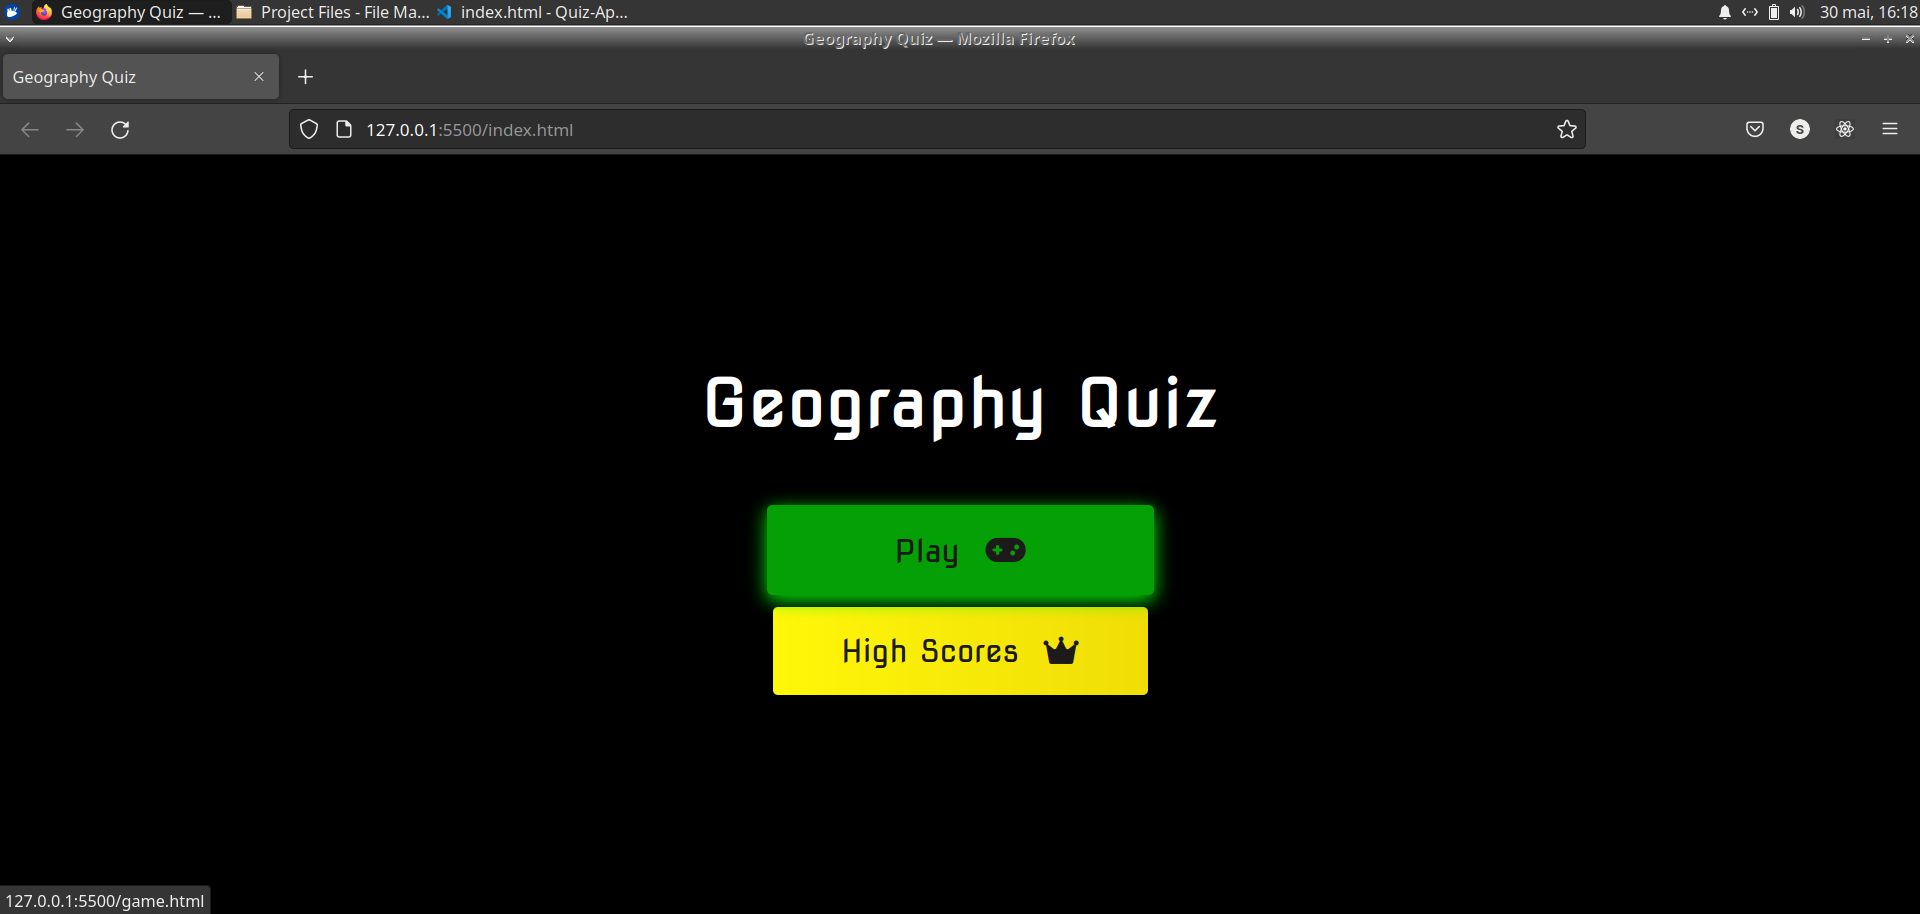 Geography Quiz — ... Project Files - File Ma... index.html - Quiz-Ap... 30 mai, 16:18
Geography Quiz — Mozilla Firefox
Geography Quiz
127.0.0.1:5500/index.html S
Geography Quiz
Play
High Scores
127.0.0.1:5500/game.html